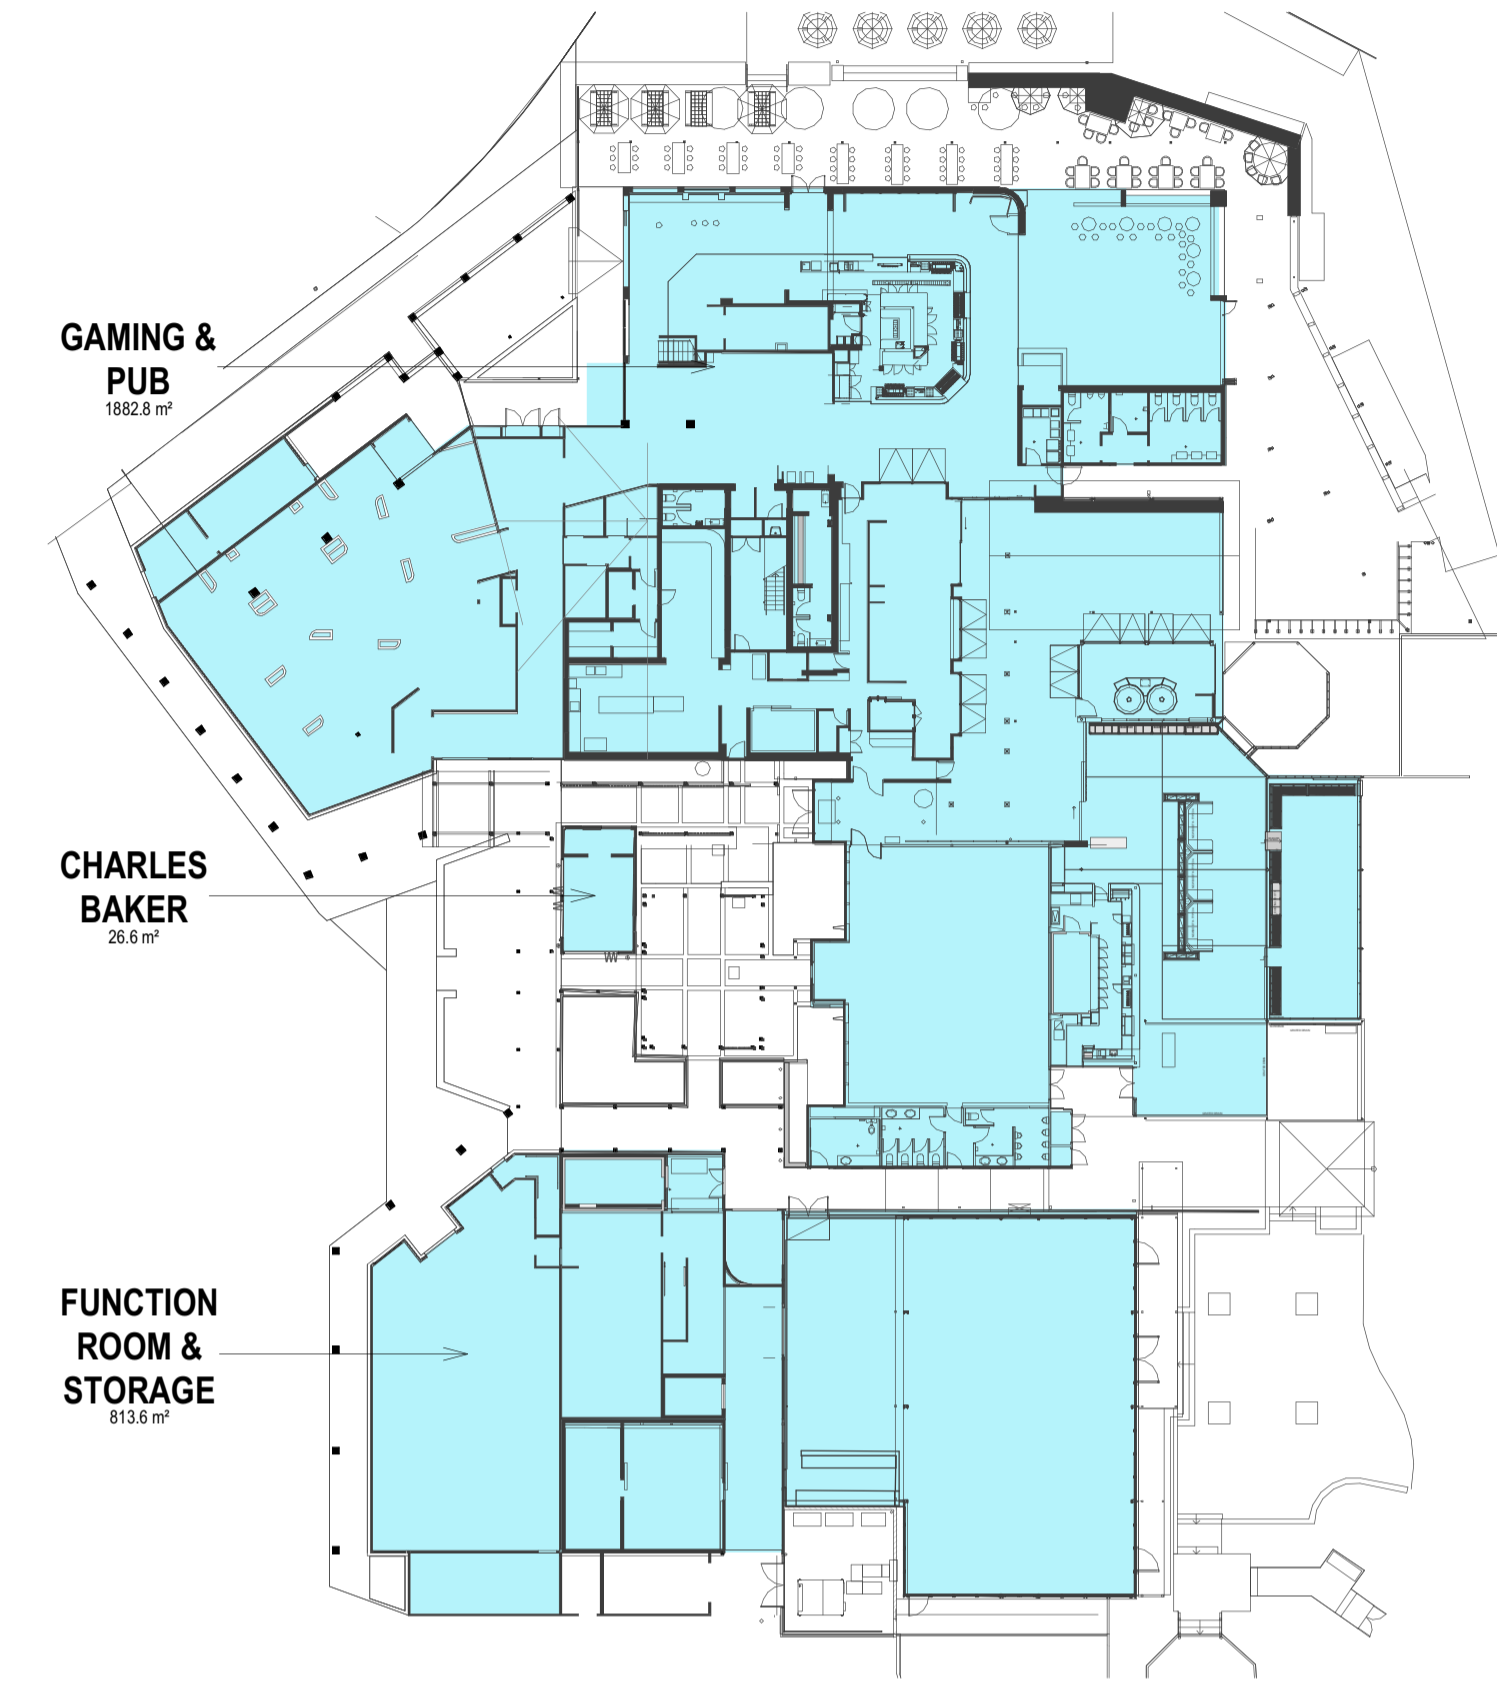 GAMING &
PUB
1882.8 m²
CHARLES
BAKER
26.6 m²
FUNCTION
ROOM &
STORAGE
813.6 m²